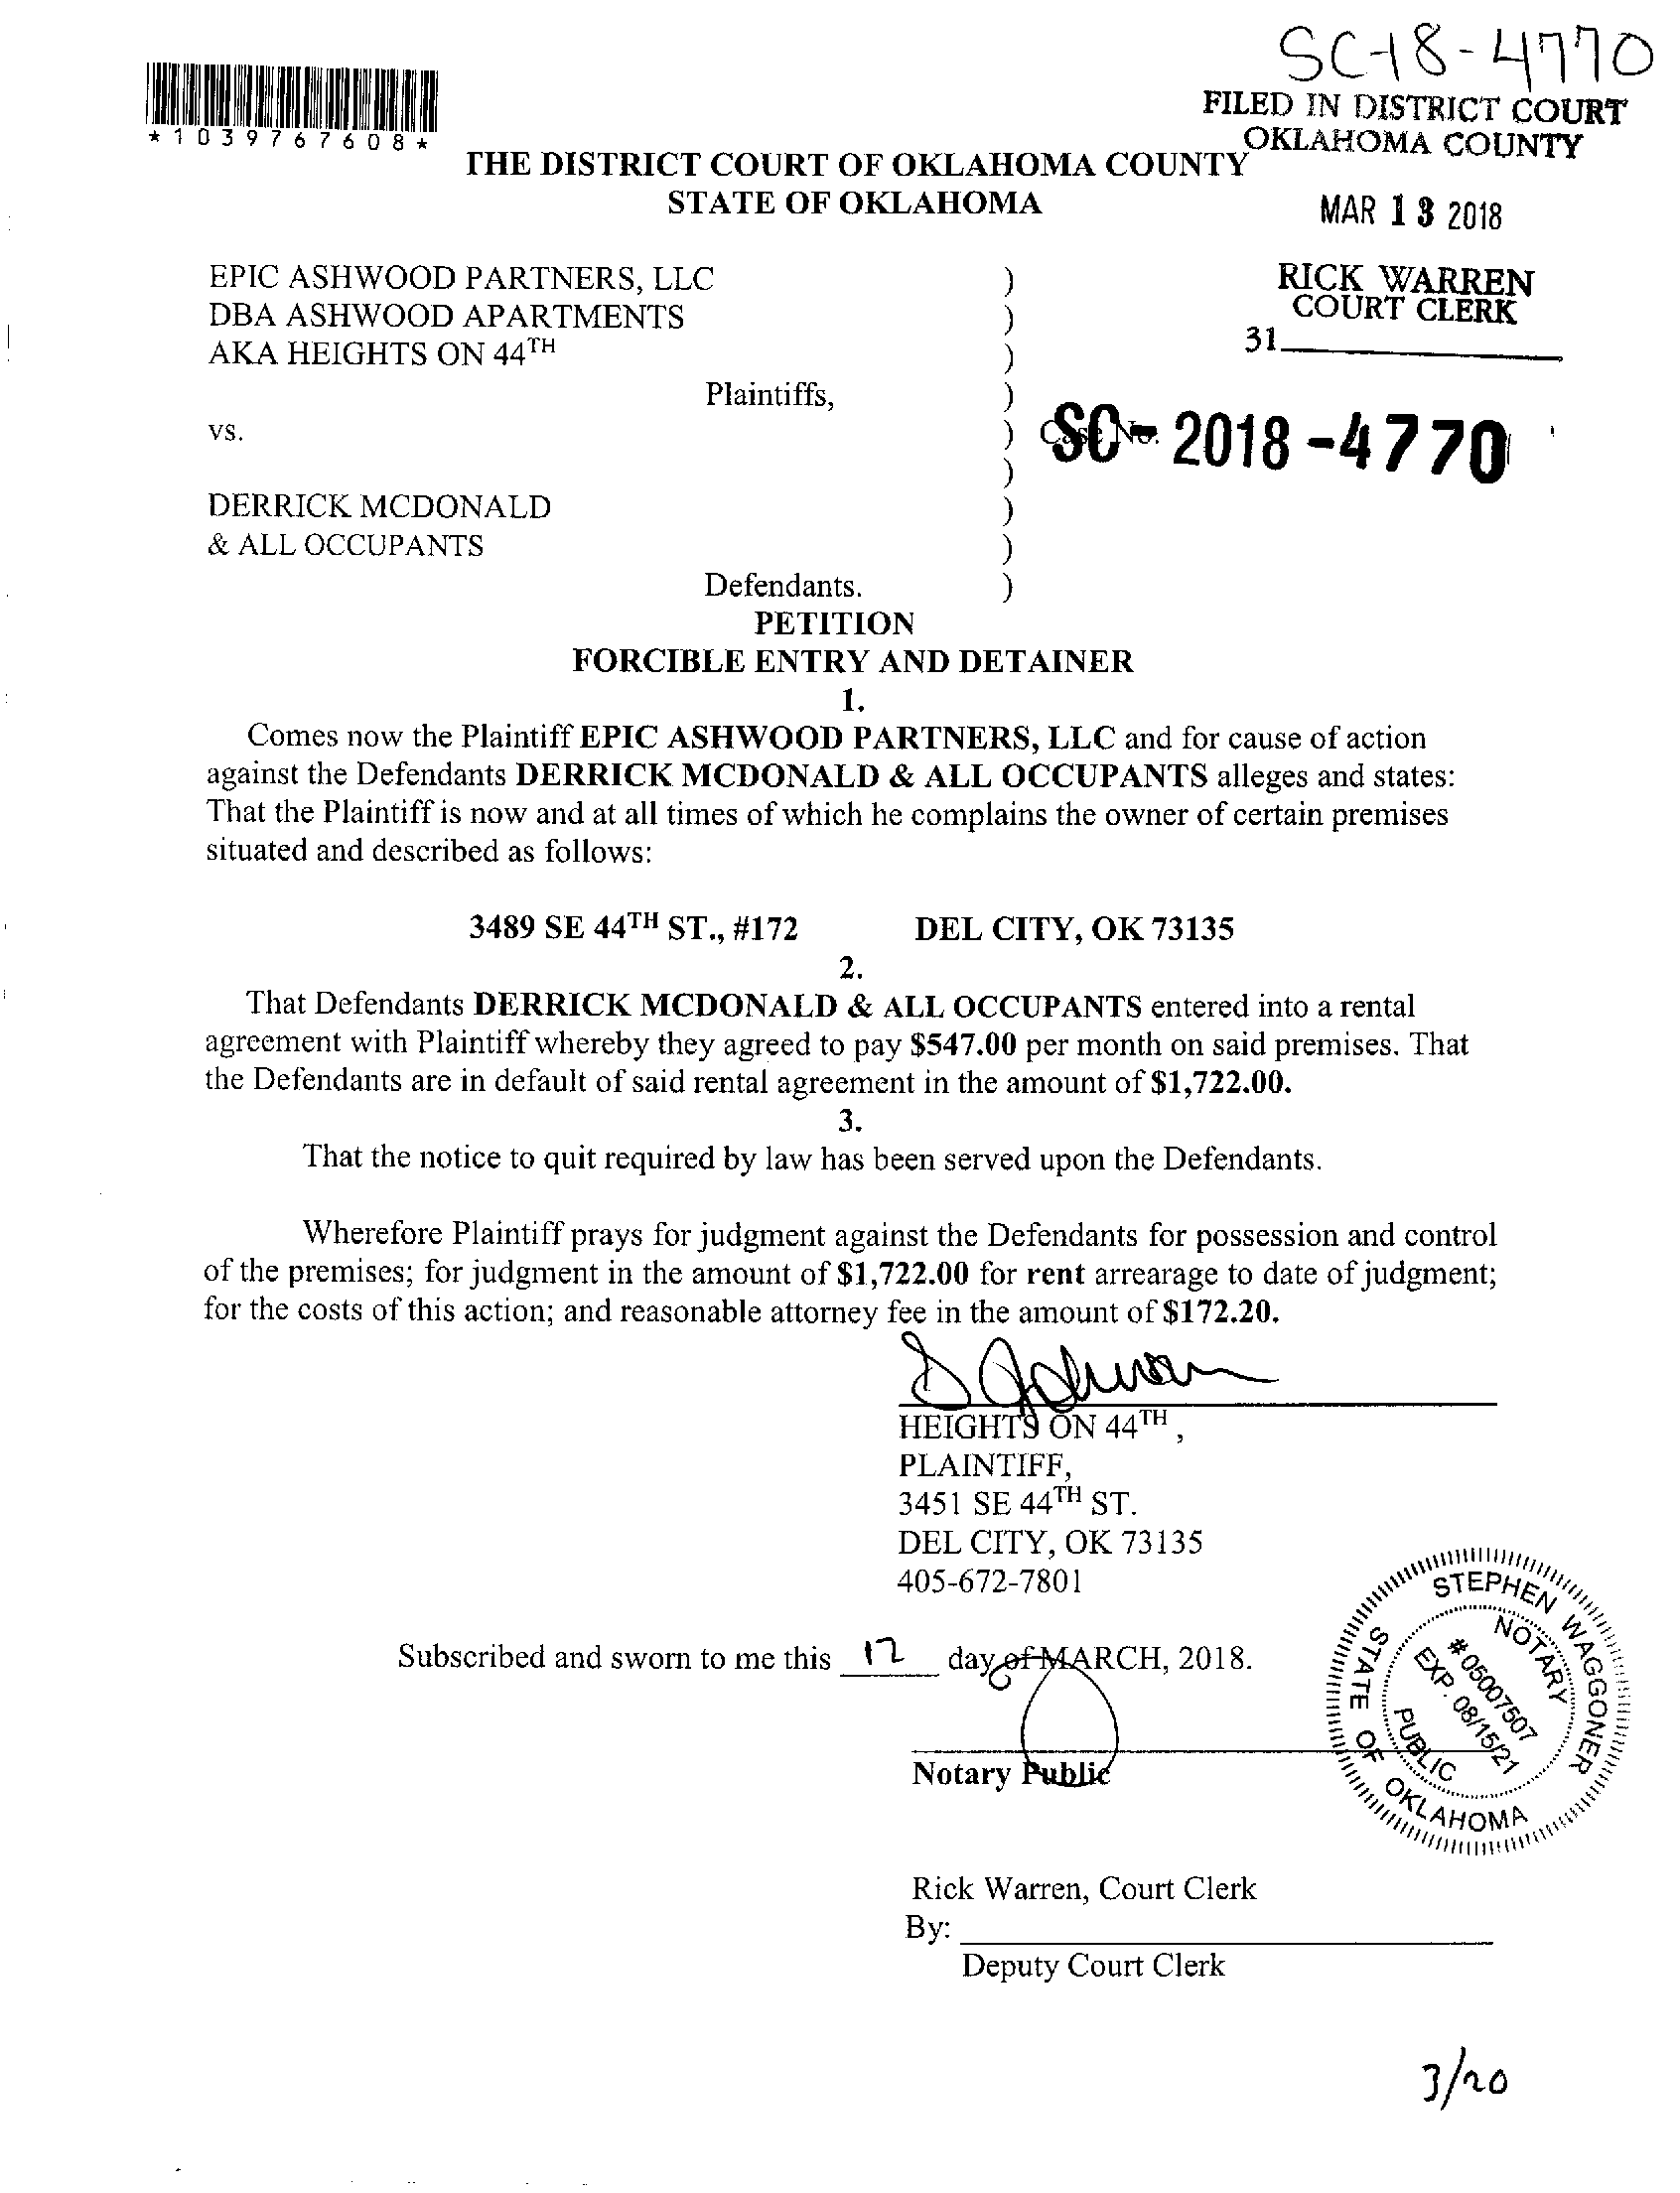 SC-18-4770
FILED IN DISTRICT COURT
OKLAHOMA COUNTY
*1039767608*
THE DISTRICT COURT OF OKLAHOMA COUNTY
STATE OF OKLAHOMA
MAR 13 2018
RICK WARREN
COURT CLERK
31
EPIC ASHWOOD PARTNERS, LLC )
DBA ASHWOOD APARTMENTS )
AKA HEIGHTS ON 44TH )
Plaintiffs, )
vs. ) Case No. SC-2018-4770
)
DERRICK MCDONALD )
& ALL OCCUPANTS )
Defendants. )
PETITION
FORCIBLE ENTRY AND DETAINER
1.
Comes now the Plaintiff EPIC ASHWOOD PARTNERS, LLC and for cause of action
against the Defendants DERRICK MCDONALD & ALL OCCUPANTS alleges and states:
That the Plaintiff is now and at all times of which he complains the owner of certain premises
situated and described as follows:
3489 SE 44TH ST., #172 DEL CITY, OK 73135
2.
That Defendants DERRICK MCDONALD & ALL OCCUPANTS entered into a rental
agreement with Plaintiff whereby they agreed to pay $547.00 per month on said premises. That
the Defendants are in default of said rental agreement in the amount of $1,722.00.
3.
That the notice to quit required by law has been served upon the Defendants.
Wherefore Plaintiff prays for judgment against the Defendants for possession and control
of the premises; for judgment in the amount of $1,722.00 for rent arrearage to date of judgment;
for the costs of this action; and reasonable attorney fee in the amount of $172.20.
HEIGHTS ON 44TH,
PLAINTIFF,
3451 SE 44TH ST.
DEL CITY, OK 73135
405-672-7801
Subscribed and sworn to me this 12 day of MARCH, 2018.
Notary Public
STEPHEN WAGGONER
STATE OF OKLAHOMA
NOTARY PUBLIC
# 05007507
EXP. 08/15/21
Rick Warren, Court Clerk
By:
Deputy Court Clerk
3/20